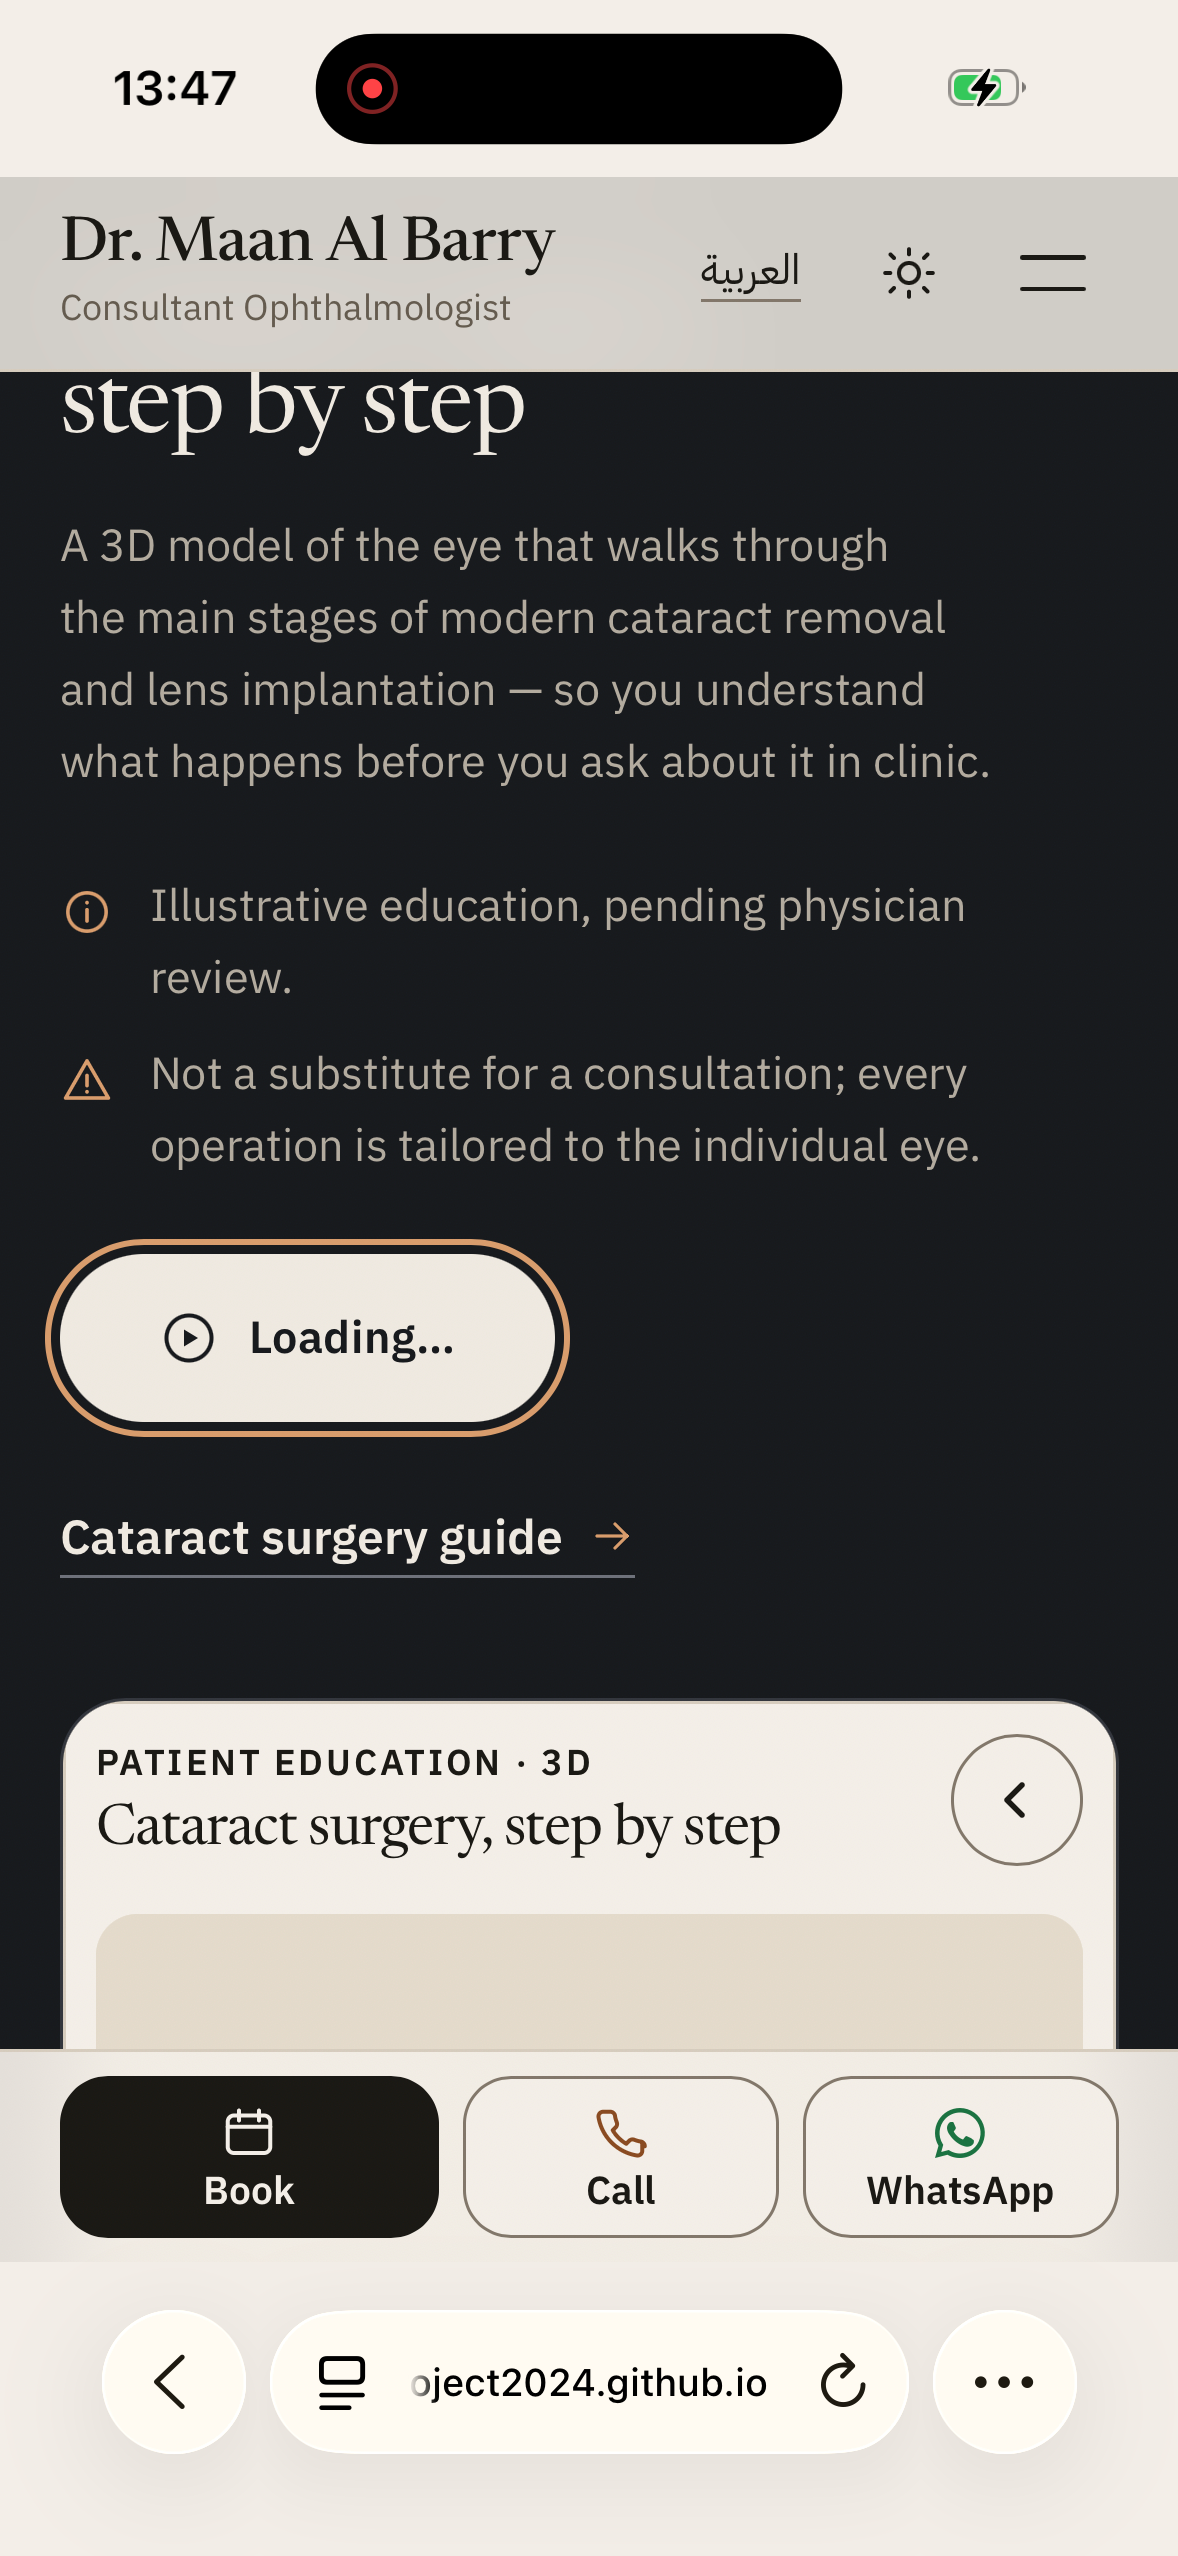 13:47
Dr. Maan Al Barry
Consultant Ophthalmologist
العربية
step by step
A 3D model of the eye that walks through
the main stages of modern cataract removal
and lens implantation — so you understand
what happens before you ask about it in clinic.
Illustrative education, pending physician
review.
Not a substitute for a consultation; every
operation is tailored to the individual eye.
Loading...
Cataract surgery guide
PATIENT EDUCATION · 3D
Cataract surgery, step by step
Book
Call
WhatsApp
oject2024.github.io